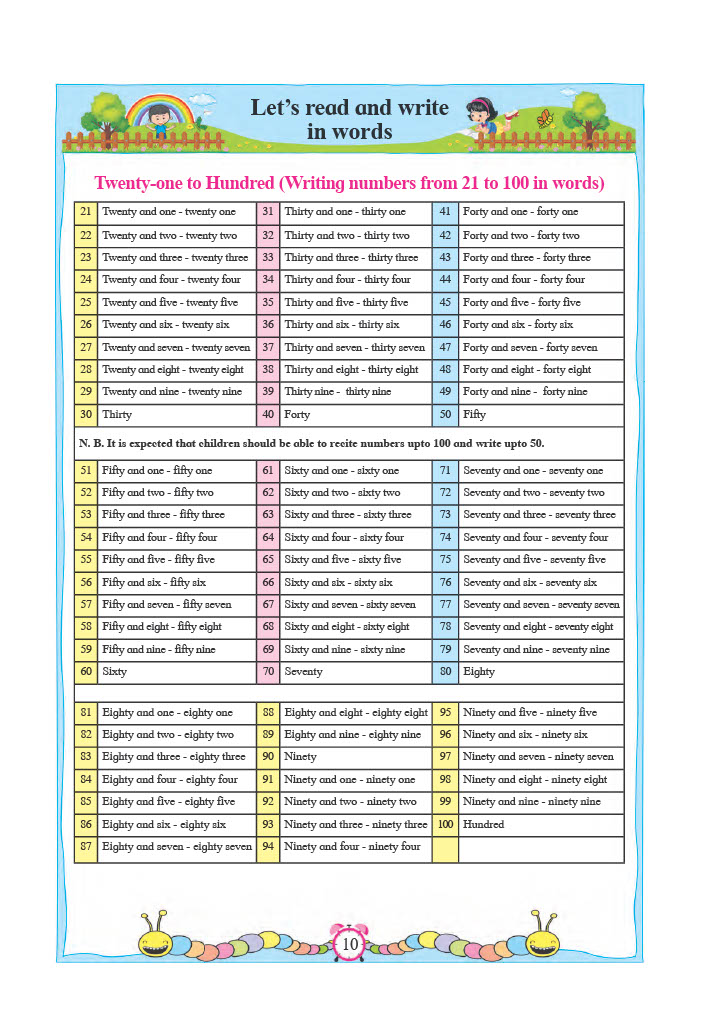 Let's read and write
in words
Twenty-one to Hundred (Writing numbers from 21 to 100 in words)
21 Twenty and one - twenty one 31 Thirty and one - thirty one 41 Forty and one - forty one
22 Twenty and two - twenty two 32 Thirty and two - thirty two 42 Forty and two - forty two
23 Twenty and three - twenty three 33 Thirty and three - thirty three 43 Forty and three - forty three
24 Twenty and four - twenty four 34 Thirty and four - thirty four 44 Forty and four - forty four
25 Twenty and five - twenty five 35 Thirty and five - thirty five 45 Forty and five - forty five
26 Twenty and six - twenty six 36 Thirty and six - thirty six 46 Forty and six - forty six
27 Twenty and seven - twenty seven 37 Thirty and seven - thirty seven 47 Forty and seven - forty seven
28 Twenty and eight - twenty eight 38 Thirty and eight - thirty eight 48 Forty and eight - forty eight
29 Twenty and nine - twenty nine 39 Thirty nine - thirty nine 49 Forty and nine - forty nine
30 Thirty 40 Forty 50 Fifty
N. B. It is expected that children should be able to recite numbers upto 100 and write upto 50.
51 Fifty and one - fifty one 61 Sixty and one - sixty one 71 Seventy and one - seventy one
52 Fifty and two - fifty two 62 Sixty and two - sixty two 72 Seventy and two - seventy two
53 Fifty and three - fifty three 63 Sixty and three - sixty three 73 Seventy and three - seventy three
54 Fifty and four - fifty four 64 Sixty and four - sixty four 74 Seventy and four - seventy four
55 Fifty and five - fifty five 65 Sixty and five - sixty five 75 Seventy and five - seventy five
56 Fifty and six - fifty six 66 Sixty and six - sixty six 76 Seventy and six - seventy six
57 Fifty and seven - fifty seven 67 Sixty and seven - sixty seven 77 Seventy and seven - seventy seven
58 Fifty and eight - fifty eight 68 Sixty and eight - sixty eight 78 Seventy and eight - seventy eight
59 Fifty and nine - fifty nine 69 Sixty and nine - sixty nine 79 Seventy and nine - seventy nine
60 Sixty 70 Seventy 80 Eighty
81 Eighty and one - eighty one 88 Eighty and eight - eighty eight 95 Ninety and five - ninety five
82 Eighty and two - eighty two 89 Eighty and nine - eighty nine 96 Ninety and six - ninety six
83 Eighty and three - eighty three 90 Ninety 97 Ninety and seven - ninety seven
84 Eighty and four - eighty four 91 Ninety and one - ninety one 98 Ninety and eight - ninety eight
85 Eighty and five - eighty five 92 Ninety and two - ninety two 99 Ninety and nine - ninety nine
86 Eighty and six - eighty six 93 Ninety and three - ninety three 100 Hundred
87 Eighty and seven - eighty seven 94 Ninety and four - ninety four
10